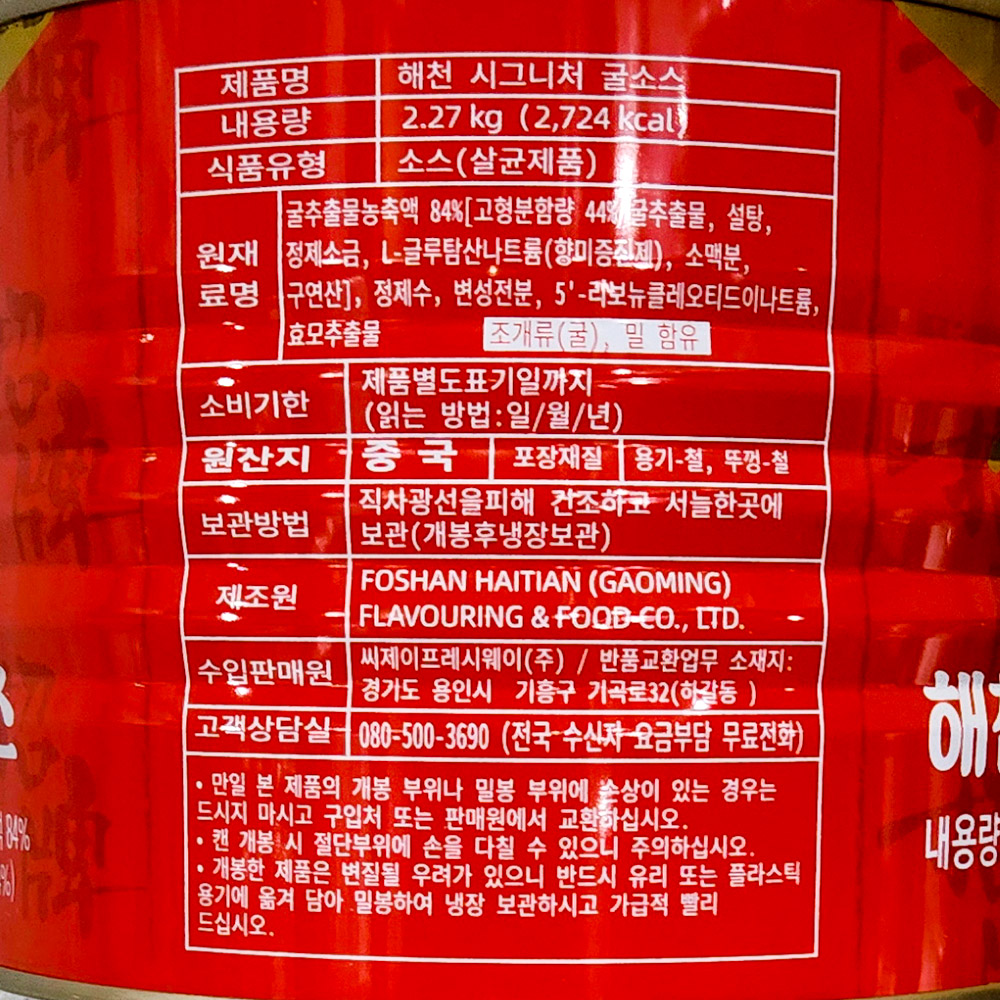 제품명 해천 시그니처 굴소스
내용량 2.27 kg (2,724 kcal)
식품유형 소스(살균제품)
원재료명 굴추출물농축액 84%[고형분함량 44% 굴추출물, 설탕,
정제소금, L-글루탐산나트륨(향미증진제), 소맥분,
구연산], 정제수, 변성전분, 5'-리보뉴클레오티드이나트륨,
효모추출물 조개류(굴), 밀 함유
소비기한 제품별도표기일까지
(읽는 방법:일/월/년)
원산지 중국 포장재질 용기-철, 뚜껑-철
보관방법 직사광선을피해 건조하고 서늘한곳에
보관(개봉후냉장보관)
제조원 FOSHAN HAITIAN (GAOMING)
FLAVOURING & FOOD CO., LTD.
수입판매원 씨제이프레시웨이(주) / 반품교환업무 소재지:
경기도 용인시 기흥구 기곡로32(하갈동 )
고객상담실 080-500-3690 (전국 수신자 요금부담 무료전화)
• 만일 본 제품의 개봉 부위나 밀봉 부위에 손상이 있는 경우는
드시지 마시고 구입처 또는 판매원에서 교환하십시오.
• 캔 개봉 시 절단부위에 손을 다칠 수 있으니 주의하십시오.
• 개봉한 제품은 변질될 우려가 있으니 반드시 유리 또는 플라스틱
용기에 옮겨 담아 밀봉하여 냉장 보관하시고 가급적 빨리
드십시오.
84%
%)
해
내용량